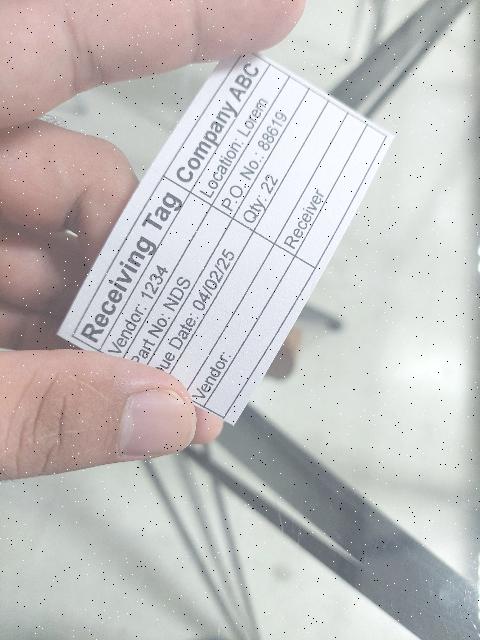 Receiving Tag Company ABC
Vendor: 1234 Location: Lorem
Part No: NDS P.O. No.: 88619
Due Date: 04/02/25 Qty: 22
Vendor: Receiver